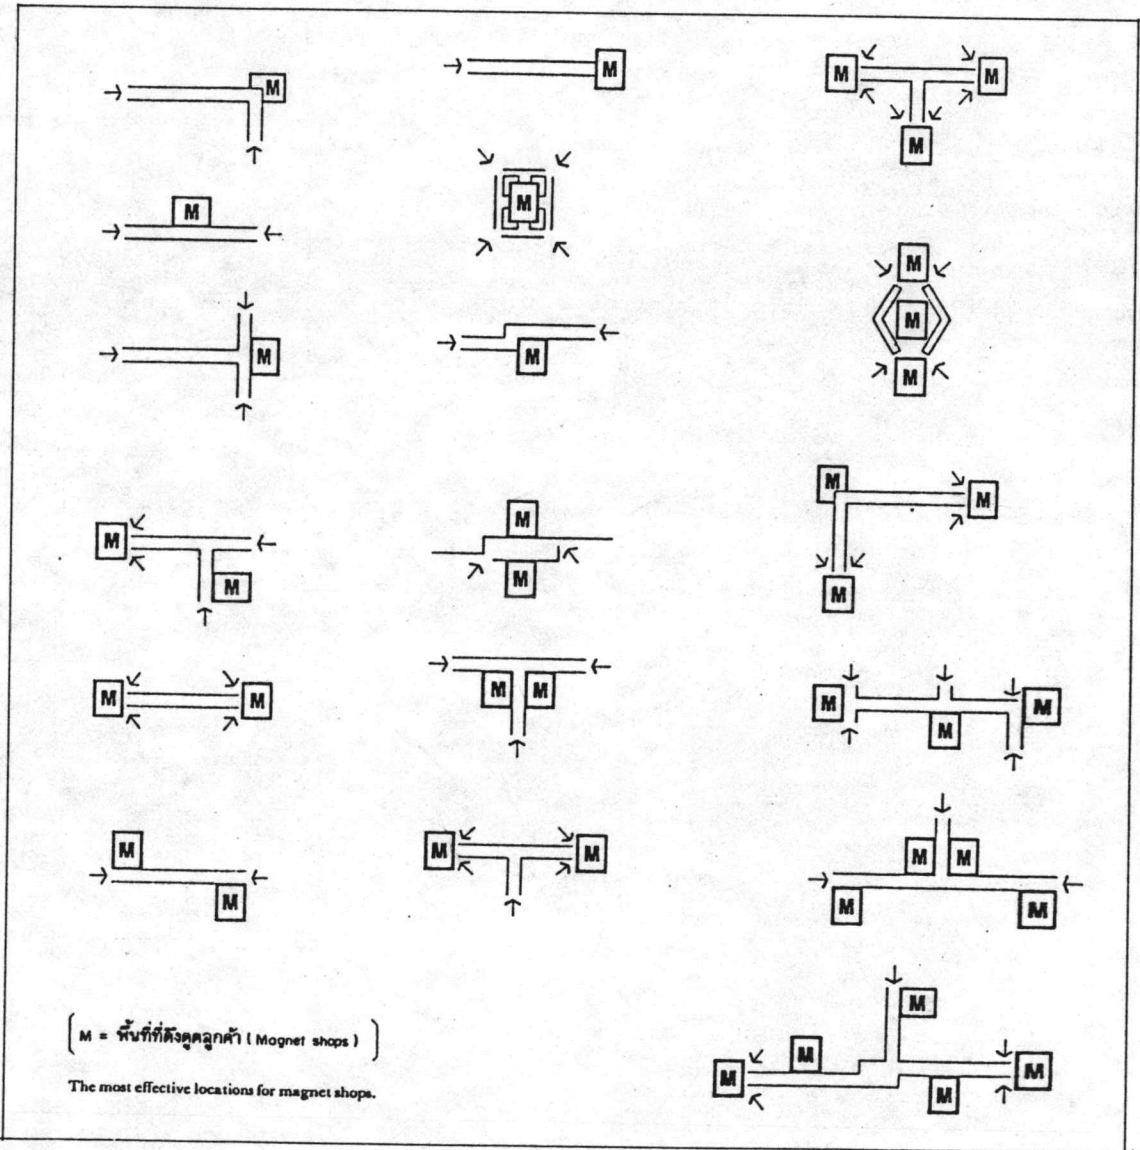 M M M
M
M M
M
M M M
M
M
M M
M
M M
M M
M
M M M M
M M M
M
M M M
M M M
M M M
M
M
M M M
M
M = พื้นที่ที่ดึงดูดลูกค้า ( Magnet shops )
The most effective locations for magnet shops.